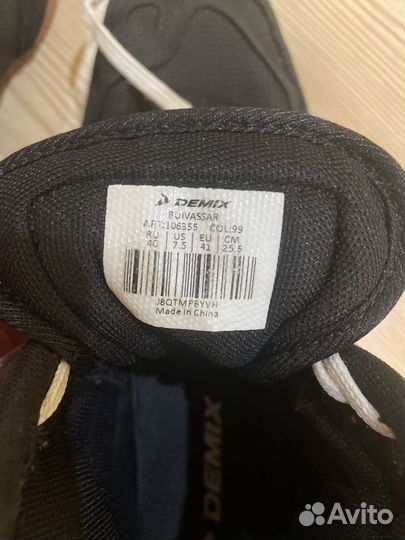 DEMIX
BUIVASSAR
ART:106355 COL:99
RU US EU CM
40 7.5 41 25.5
J8QTMPBYVH
Made in China
DEMIX
Avito